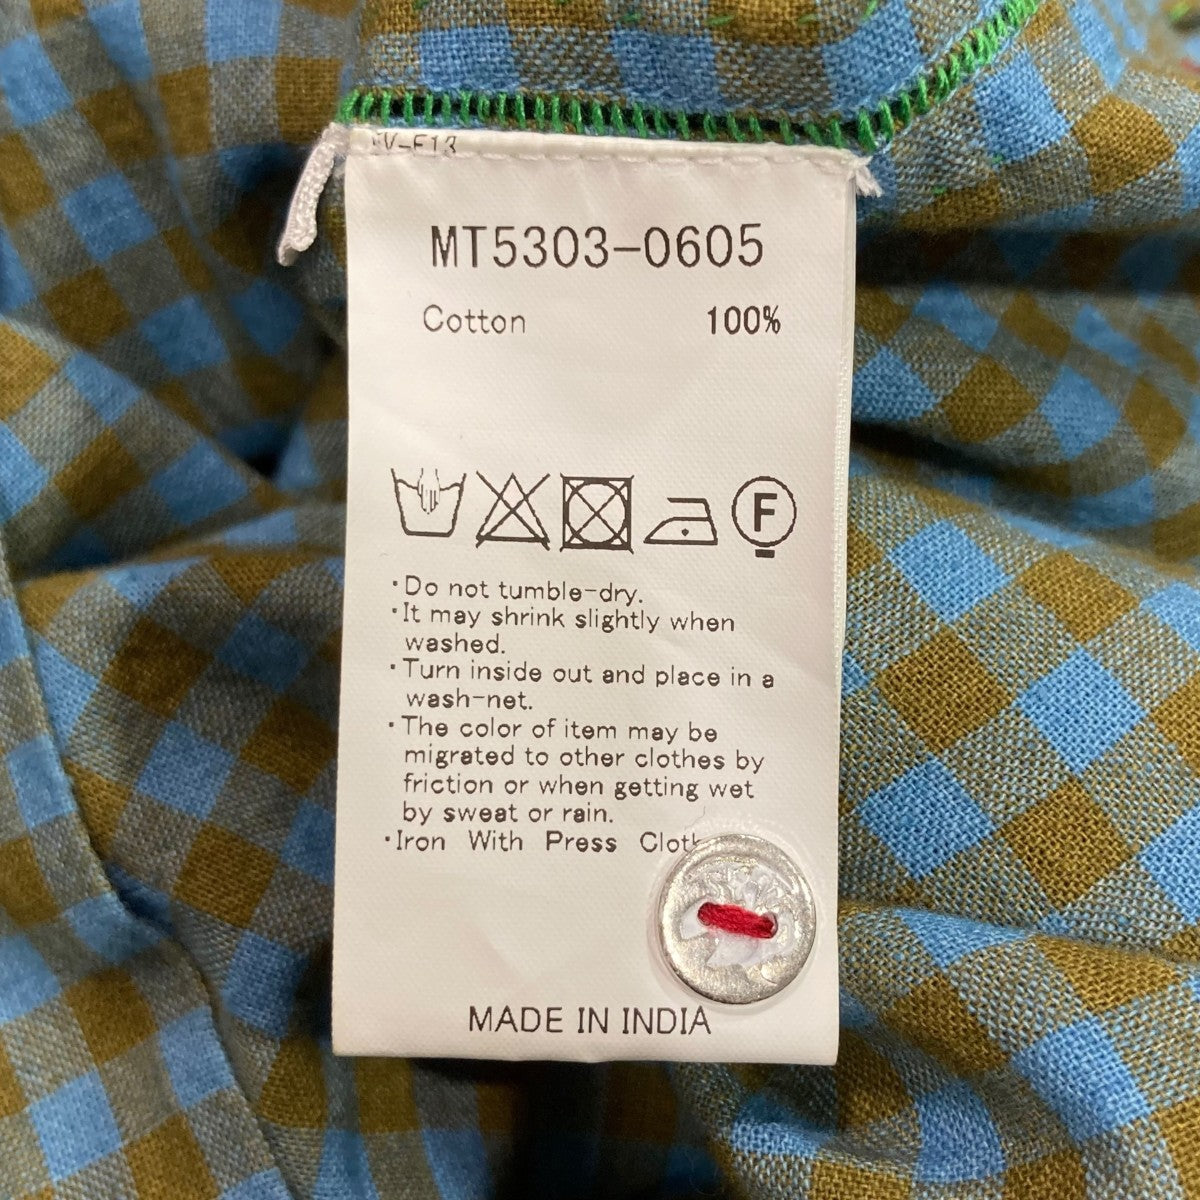 MT5303-0605
Cotton 100%
F
・Do not tumble-dry.
・It may shrink slightly when
washed.
・Turn inside out and place in a
wash-net.
・The color of item may be
migrated to other clothes by
friction or when getting wet
by sweat or rain.
・Iron With Press Cloth
MADE IN INDIA